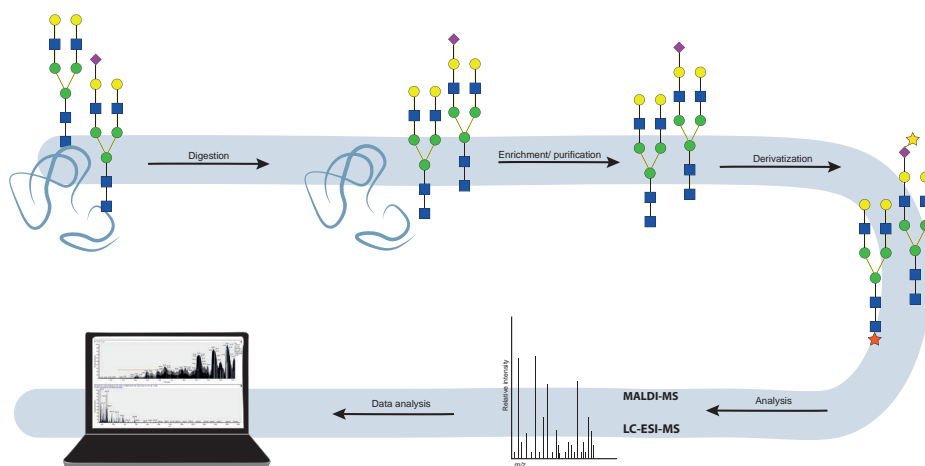 Digestion
Enrichment/ purification
Derivatization
Analysis
MALDI-MS
LC-ESI-MS
Relative intensity
m/z
Data analysis